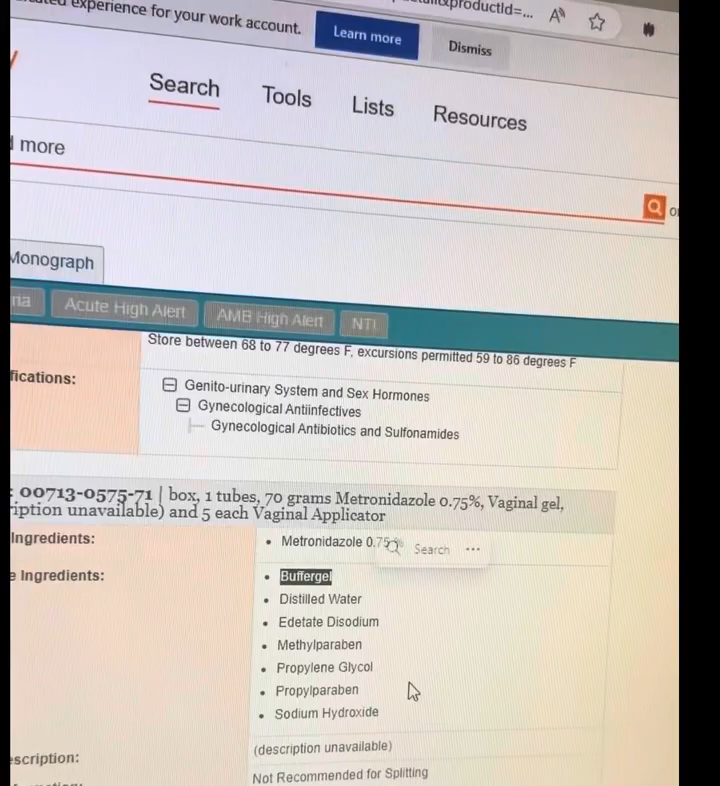 experience for your work account.
Learn more
Dismiss
productId=...
Search
Tools
Lists
Resources
more
Monograph
Acute High Alert
AMB High Alert
NTI
Store between 68 to 77 degrees F, excursions permitted 59 to 86 degrees F
fications:
Genito-urinary System and Sex Hormones
Gynecological Antiinfectives
Gynecological Antibiotics and Sulfonamides
: 00713-0575-71 | box, 1 tubes, 70 grams Metronidazole 0.75%, Vaginal gel,
iption unavailable) and 5 each Vaginal Applicator
Ingredients:
• Metronidazole 0.75%
Search ...
e Ingredients:
• Buffergel
• Distilled Water
• Edetate Disodium
• Methylparaben
• Propylene Glycol
• Propylparaben
• Sodium Hydroxide
escription:
(description unavailable)
Not Recommended for Splitting